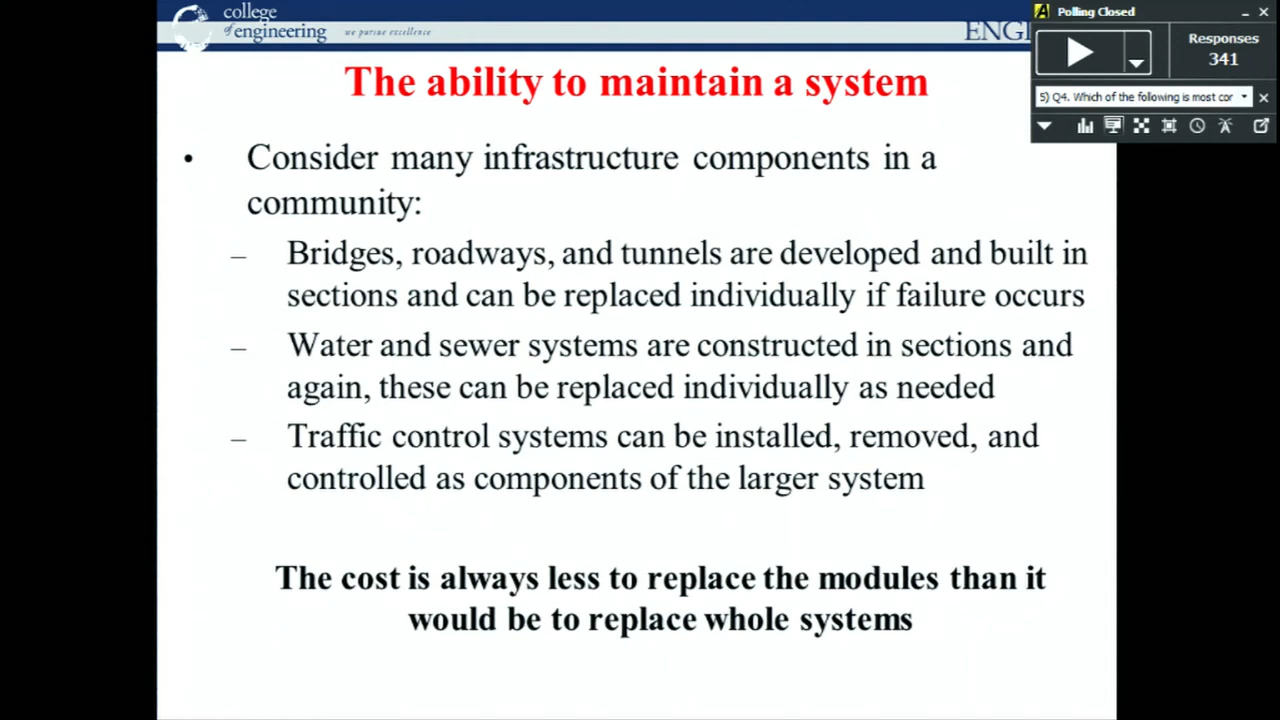 college
of engineering
we pursue excellence
ENGI
Polling Closed
Responses
341
5) Q4. Which of the following is most cor
The ability to maintain a system
• Consider many infrastructure components in a
community:
– Bridges, roadways, and tunnels are developed and built in
sections and can be replaced individually if failure occurs
– Water and sewer systems are constructed in sections and
again, these can be replaced individually as needed
– Traffic control systems can be installed, removed, and
controlled as components of the larger system
The cost is always less to replace the modules than it
would be to replace whole systems